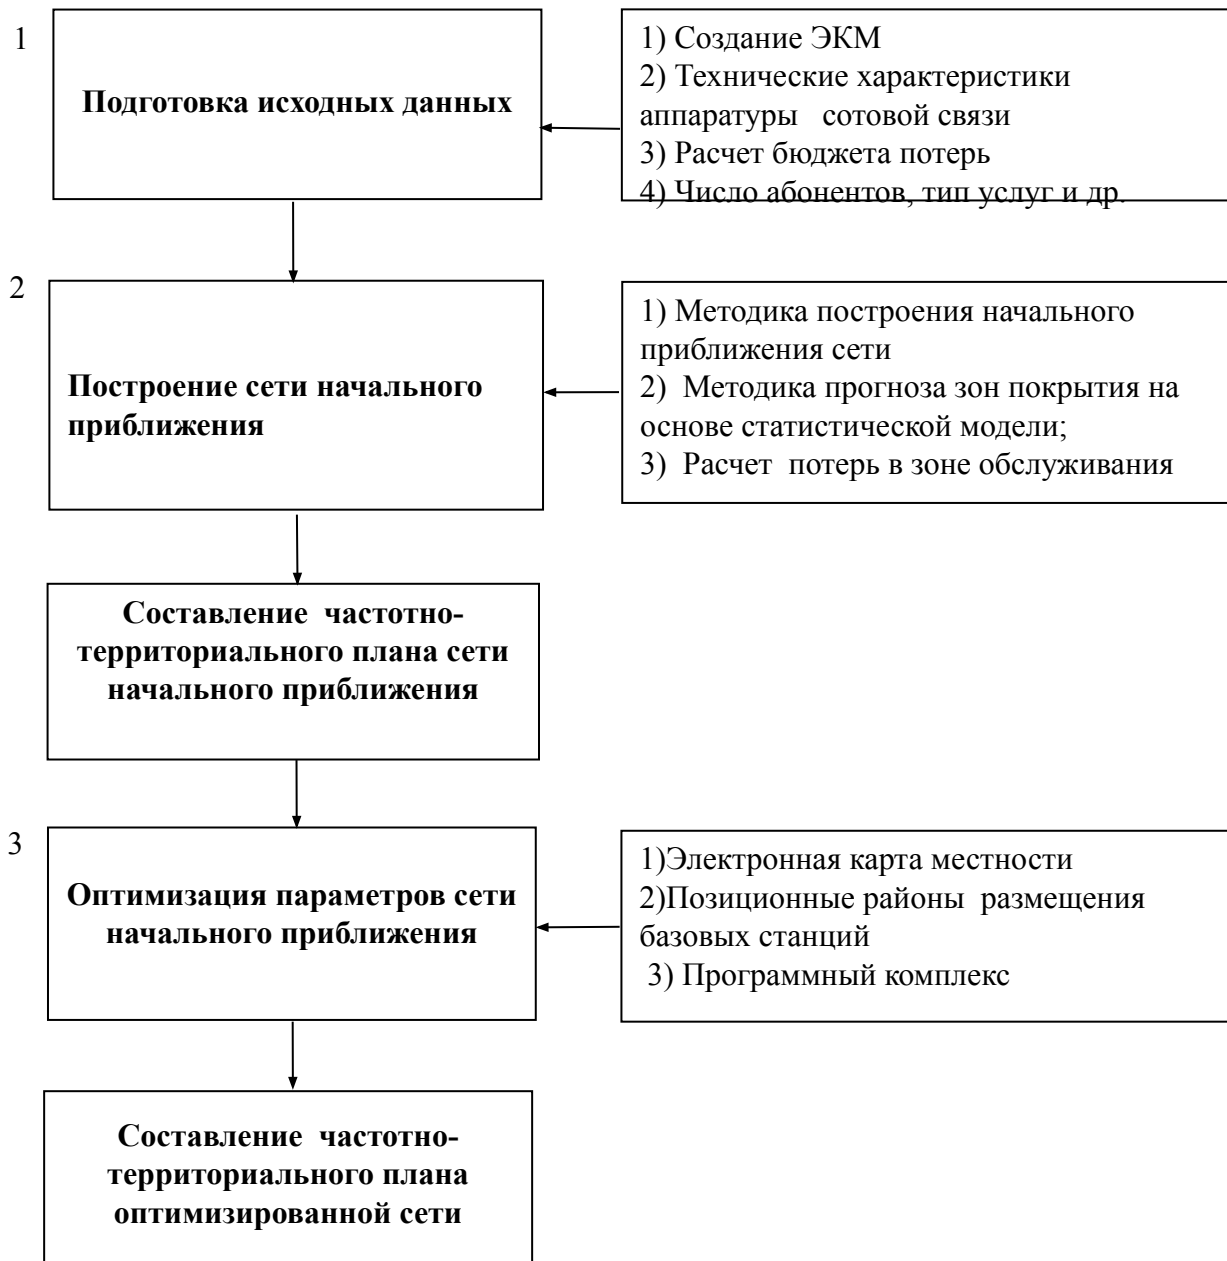 1
Подготовка исходных данных
1) Создание ЭКМ
2) Технические характеристики
аппаратуры сотовой связи
3) Расчет бюджета потерь
4) Число абонентов, тип услуг и др.
2
Построение сети начального
приближения
1) Методика построения начального
приближения сети
2) Методика прогноза зон покрытия на
основе статистической модели;
3) Расчет потерь в зоне обслуживания
Составление частотно-
территориального плана сети
начального приближения
3
Оптимизация параметров сети
начального приближения
1)Электронная карта местности
2)Позиционные районы размещения
базовых станций
3) Программный комплекс
Составление частотно-
территориального плана
оптимизированной сети